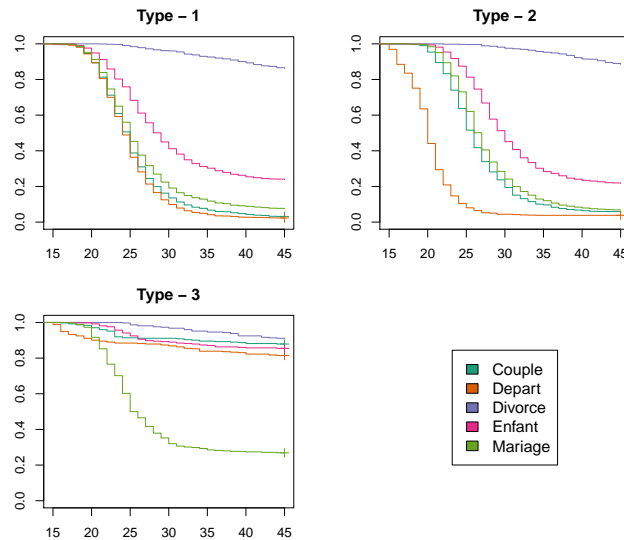 Type − 1
0.0 0.2 0.4 0.6 0.8 1.0
15 20 25 30 35 40 45
Type − 2
0.0 0.2 0.4 0.6 0.8 1.0
15 20 25 30 35 40 45
Type − 3
0.0 0.2 0.4 0.6 0.8 1.0
15 20 25 30 35 40 45
Couple
Depart
Divorce
Enfant
Mariage